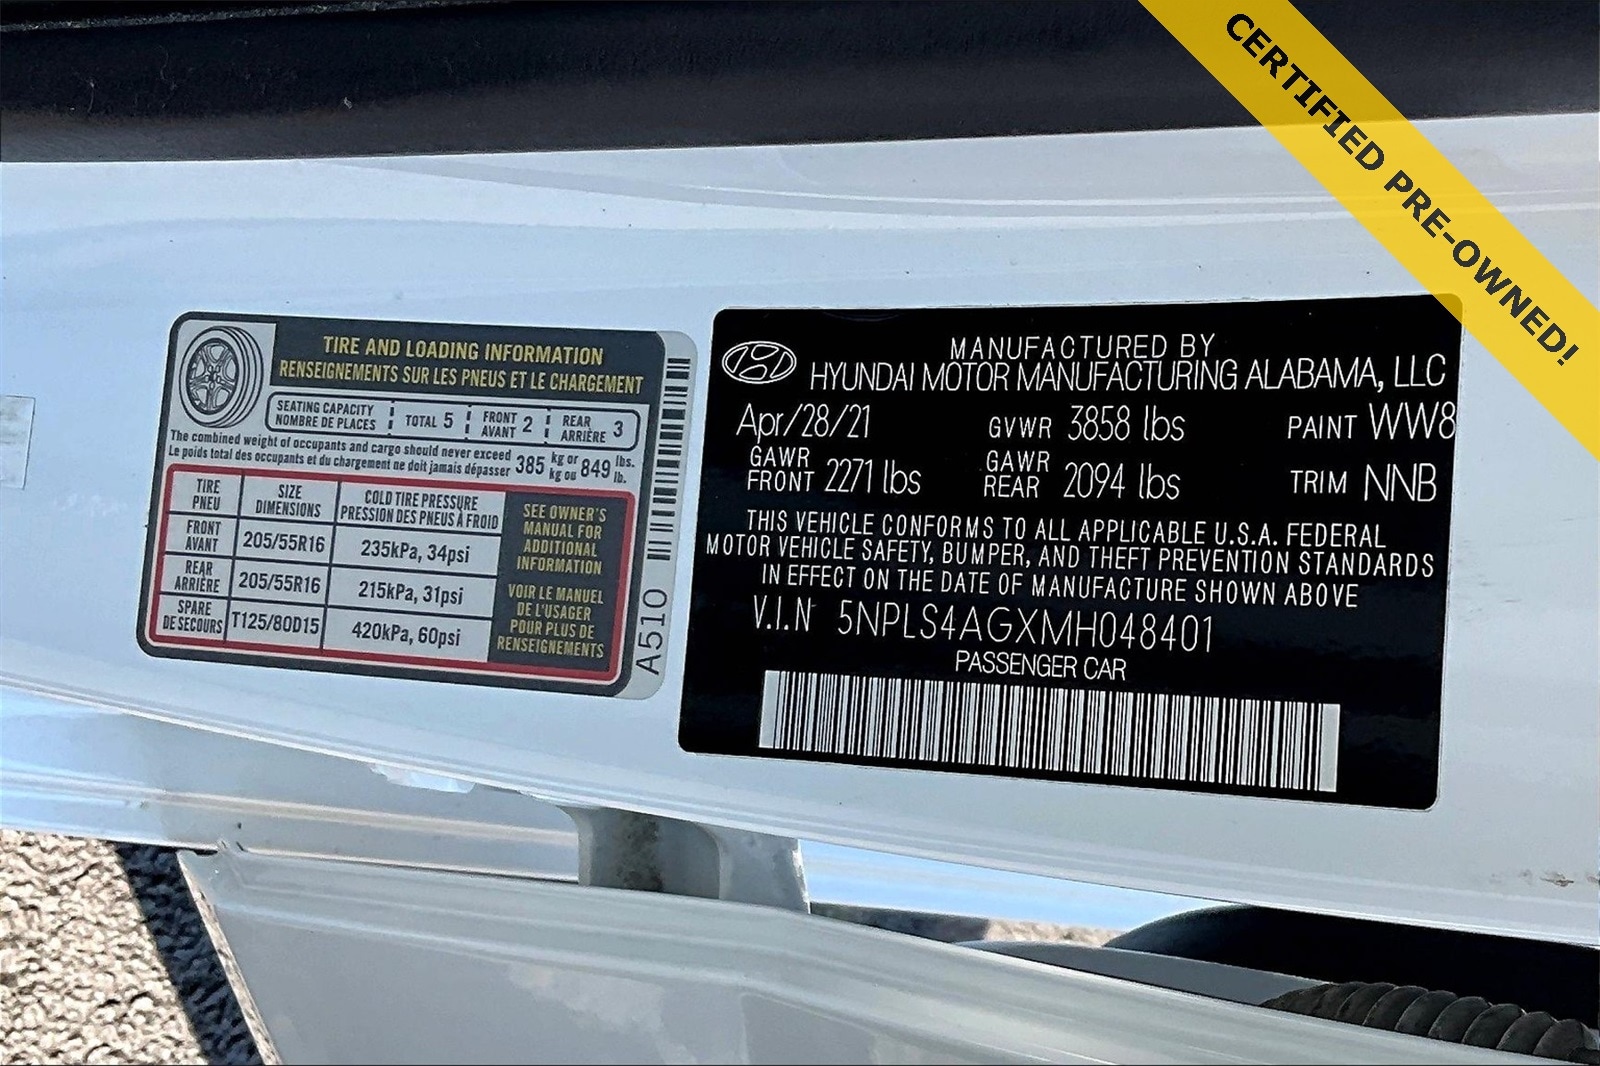 CERTIFIED PRE-OWNED!
TIRE AND LOADING INFORMATION
RENSEIGNEMENTS SUR LES PNEUS ET LE CHARGEMENT
SEATING CAPACITY
NOMBRE DE PLACES
TOTAL 5
FRONT
AVANT 2
REAR
ARRIÈRE 3
The combined weight of occupants and cargo should never exceed
Le poids total des occupants et du chargement ne doit jamais dépasser
385 kg or
kg ou
849 lbs.
lb.
TIRE
PNEU
SIZE
DIMENSIONS
COLD TIRE PRESSURE
PRESSION DES PNEUS À FROID
FRONT
AVANT
205/55R16
235kPa, 34psi
REAR
ARRIÈRE
205/55R16
215kPa, 31psi
SPARE
DE SECOURS
T125/80D15
420kPa, 60psi
SEE OWNER'S
MANUAL FOR
ADDITIONAL
INFORMATION
VOIR LE MANUEL
DE L'USAGER
POUR PLUS DE
RENSEIGNEMENTS
A510
MANUFACTURED BY
HYUNDAI MOTOR MANUFACTURING ALABAMA, LLC
Apr/28/21 GVWR 3858 lbs PAINT WW8
GAWR
FRONT 2271 lbs
GAWR
REAR 2094 lbs
TRIM NNB
THIS VEHICLE CONFORMS TO ALL APPLICABLE U.S.A. FEDERAL
MOTOR VEHICLE SAFETY, BUMPER, AND THEFT PREVENTION STANDARDS
IN EFFECT ON THE DATE OF MANUFACTURE SHOWN ABOVE
V.I.N 5NPLS4AGXMH048401
PASSENGER CAR